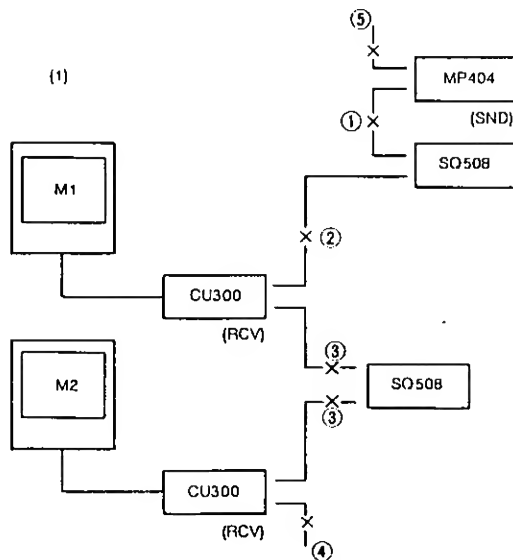 ⑤
(1)
MP404
①
(SND)
SQ508
M1
②
CU300
(RCV)
③
M2
SQ508
③
CU300
(RCV)
④